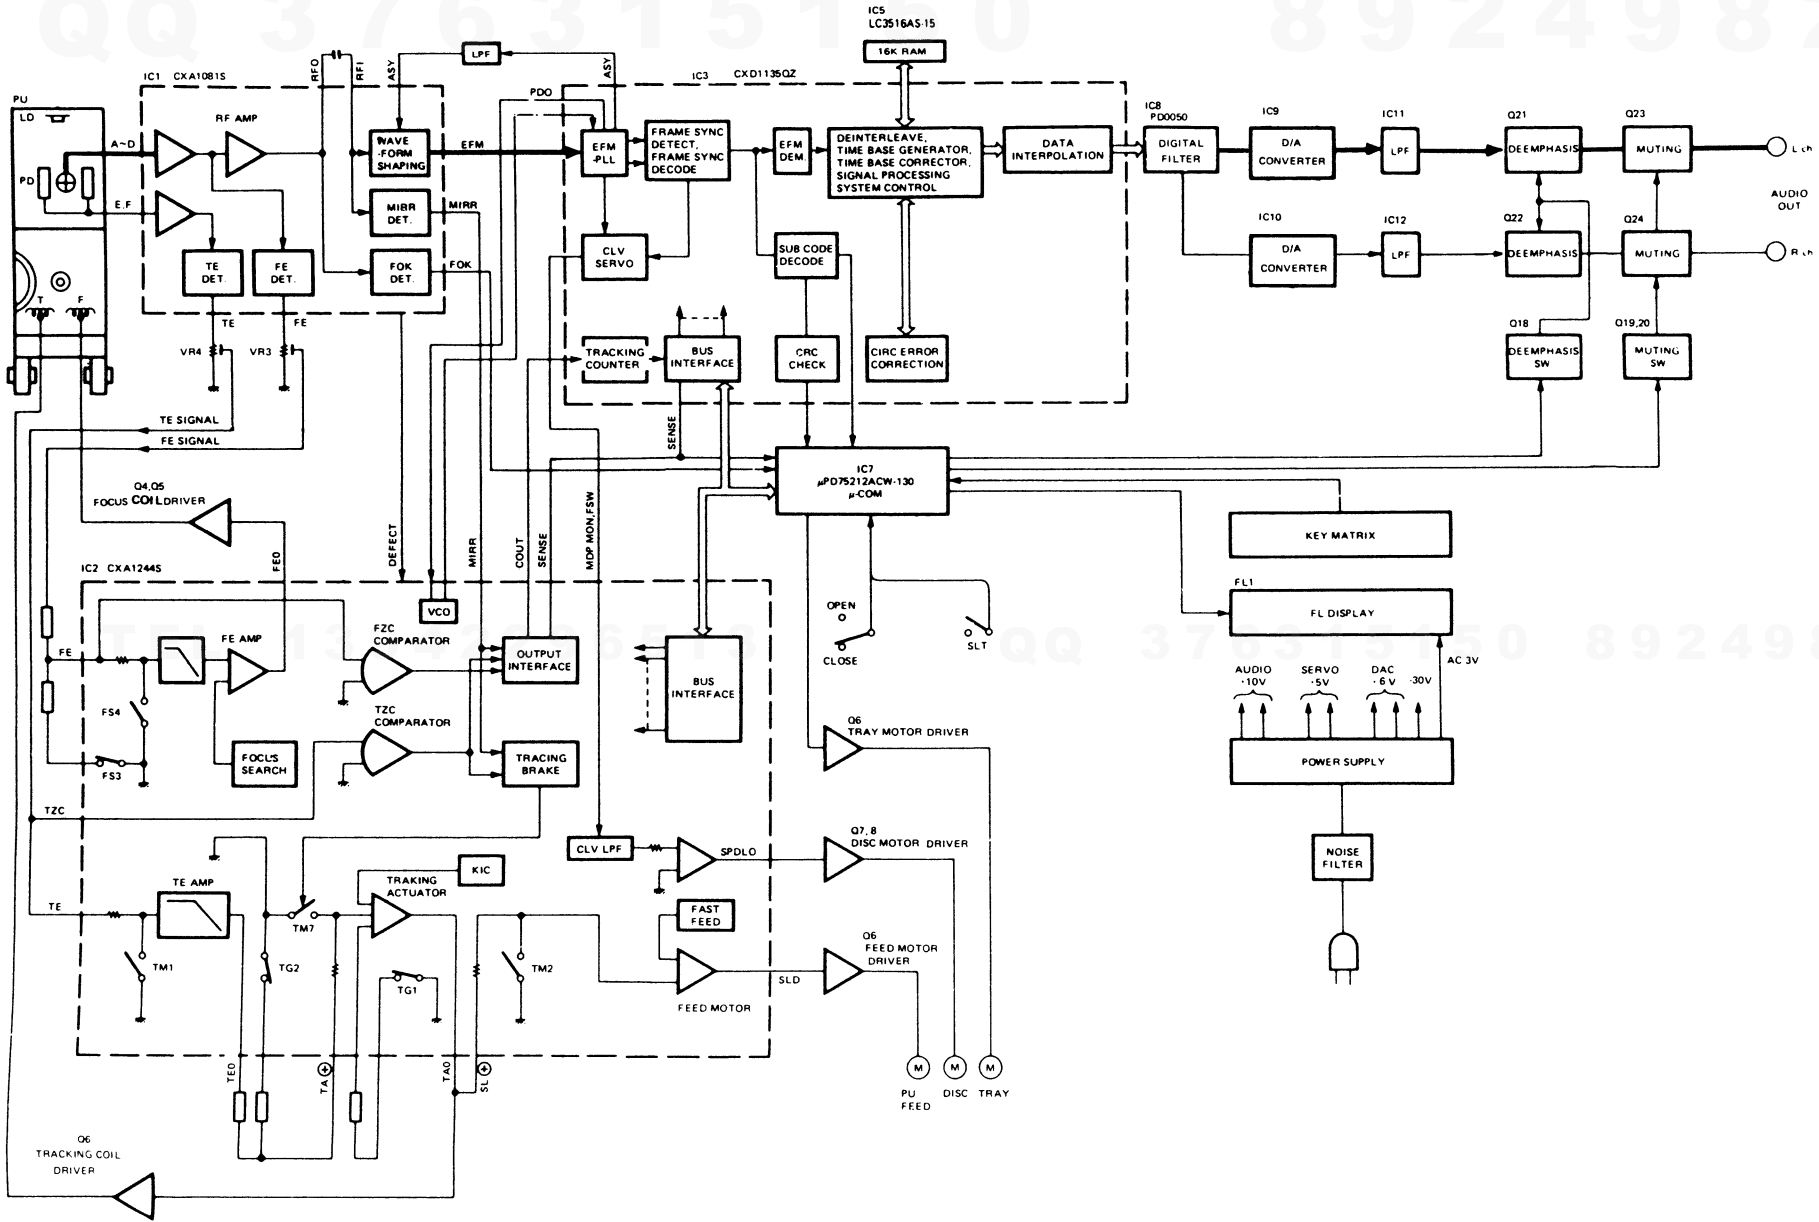 QQ 376315150 892498
IC5
LC3516AS-15
16K RAM
IC1 CXA1081S
RFO
RFI
ASY
LPF
ASY
IC3 CXD1135QZ
PDO
PU
LD
PD
A~D
E.F
RF AMP
WAVE
-FORM
SHAPING
EFM
EFM
-PLL
FRAME SYNC
DETECT,
FRAME SYNC
DECODE
EFM
DEM.
DEINTERLEAVE,
TIME BASE GENERATOR,
TIME BASE CORRECTOR,
SIGNAL PROCESSING
SYSTEM CONTROL
DATA
INTERPOLATION
IC8
PD0050
DIGITAL
FILTER
IC9
D/A
CONVERTER
IC11
LPF
Q21
DEEMPHASIS
Q23
MUTING
L ch
AUDIO
OUT
MIRR
DET.
MIRR
TE
DET.
FE
DET.
FOK
DET.
FOK
CLV
SERVO
SUB CODE
DECODE
IC10
D/A
CONVERTER
IC12
LPF
Q22
DEEMPHASIS
Q24
MUTING
R ch
T
F
TE
FE
VR4
VR3
TRACKING
COUNTER
BUS
INTERFACE
CRC
CHECK
CIRC ERROR
CORRECTION
Q18
DEEMPHASIS
SW
Q19,20
MUTING
SW
TE SIGNAL
FE SIGNAL
SENSE
IC7
μPD75212ACW-130
μ-COM
Q4,Q5
FOCUS COIL DRIVER
FEO
DEFECT
MIRR
COUT
SENSE
MDP MON,FSW
KEY MATRIX
FL1
FL DISPLAY
IC2 CXA1244S
VCO
OPEN
CLOSE
SLT
TEL
QQ 376315150 892498
FE
FE AMP
FZC
COMPARATOR
OUTPUT
INTERFACE
BUS
INTERFACE
FS4
FS3
FOCUS
SEARCH
TZC
COMPARATOR
TRACING
BRAKE
AUDIO
·10V
SERVO
·5V
DAC
·6V
·30V
AC 3V
POWER SUPPLY
NOISE
FILTER
Q6
TRAY MOTOR DRIVER
TZC
CLV LPF
SPDLO
Q7, 8
DISC MOTOR DRIVER
TE
TE AMP
TRAKING
ACTUATOR
KIC
FAST
FEED
Q6
FEED MOTOR
DRIVER
TM1
TM7
TG2
TG1
TM2
SLD
FEED MOTOR
TEO
TA
TAO
SL
M
M
M
PU
FEED
DISC
TRAY
Q6
TRACKING COIL
DRIVER